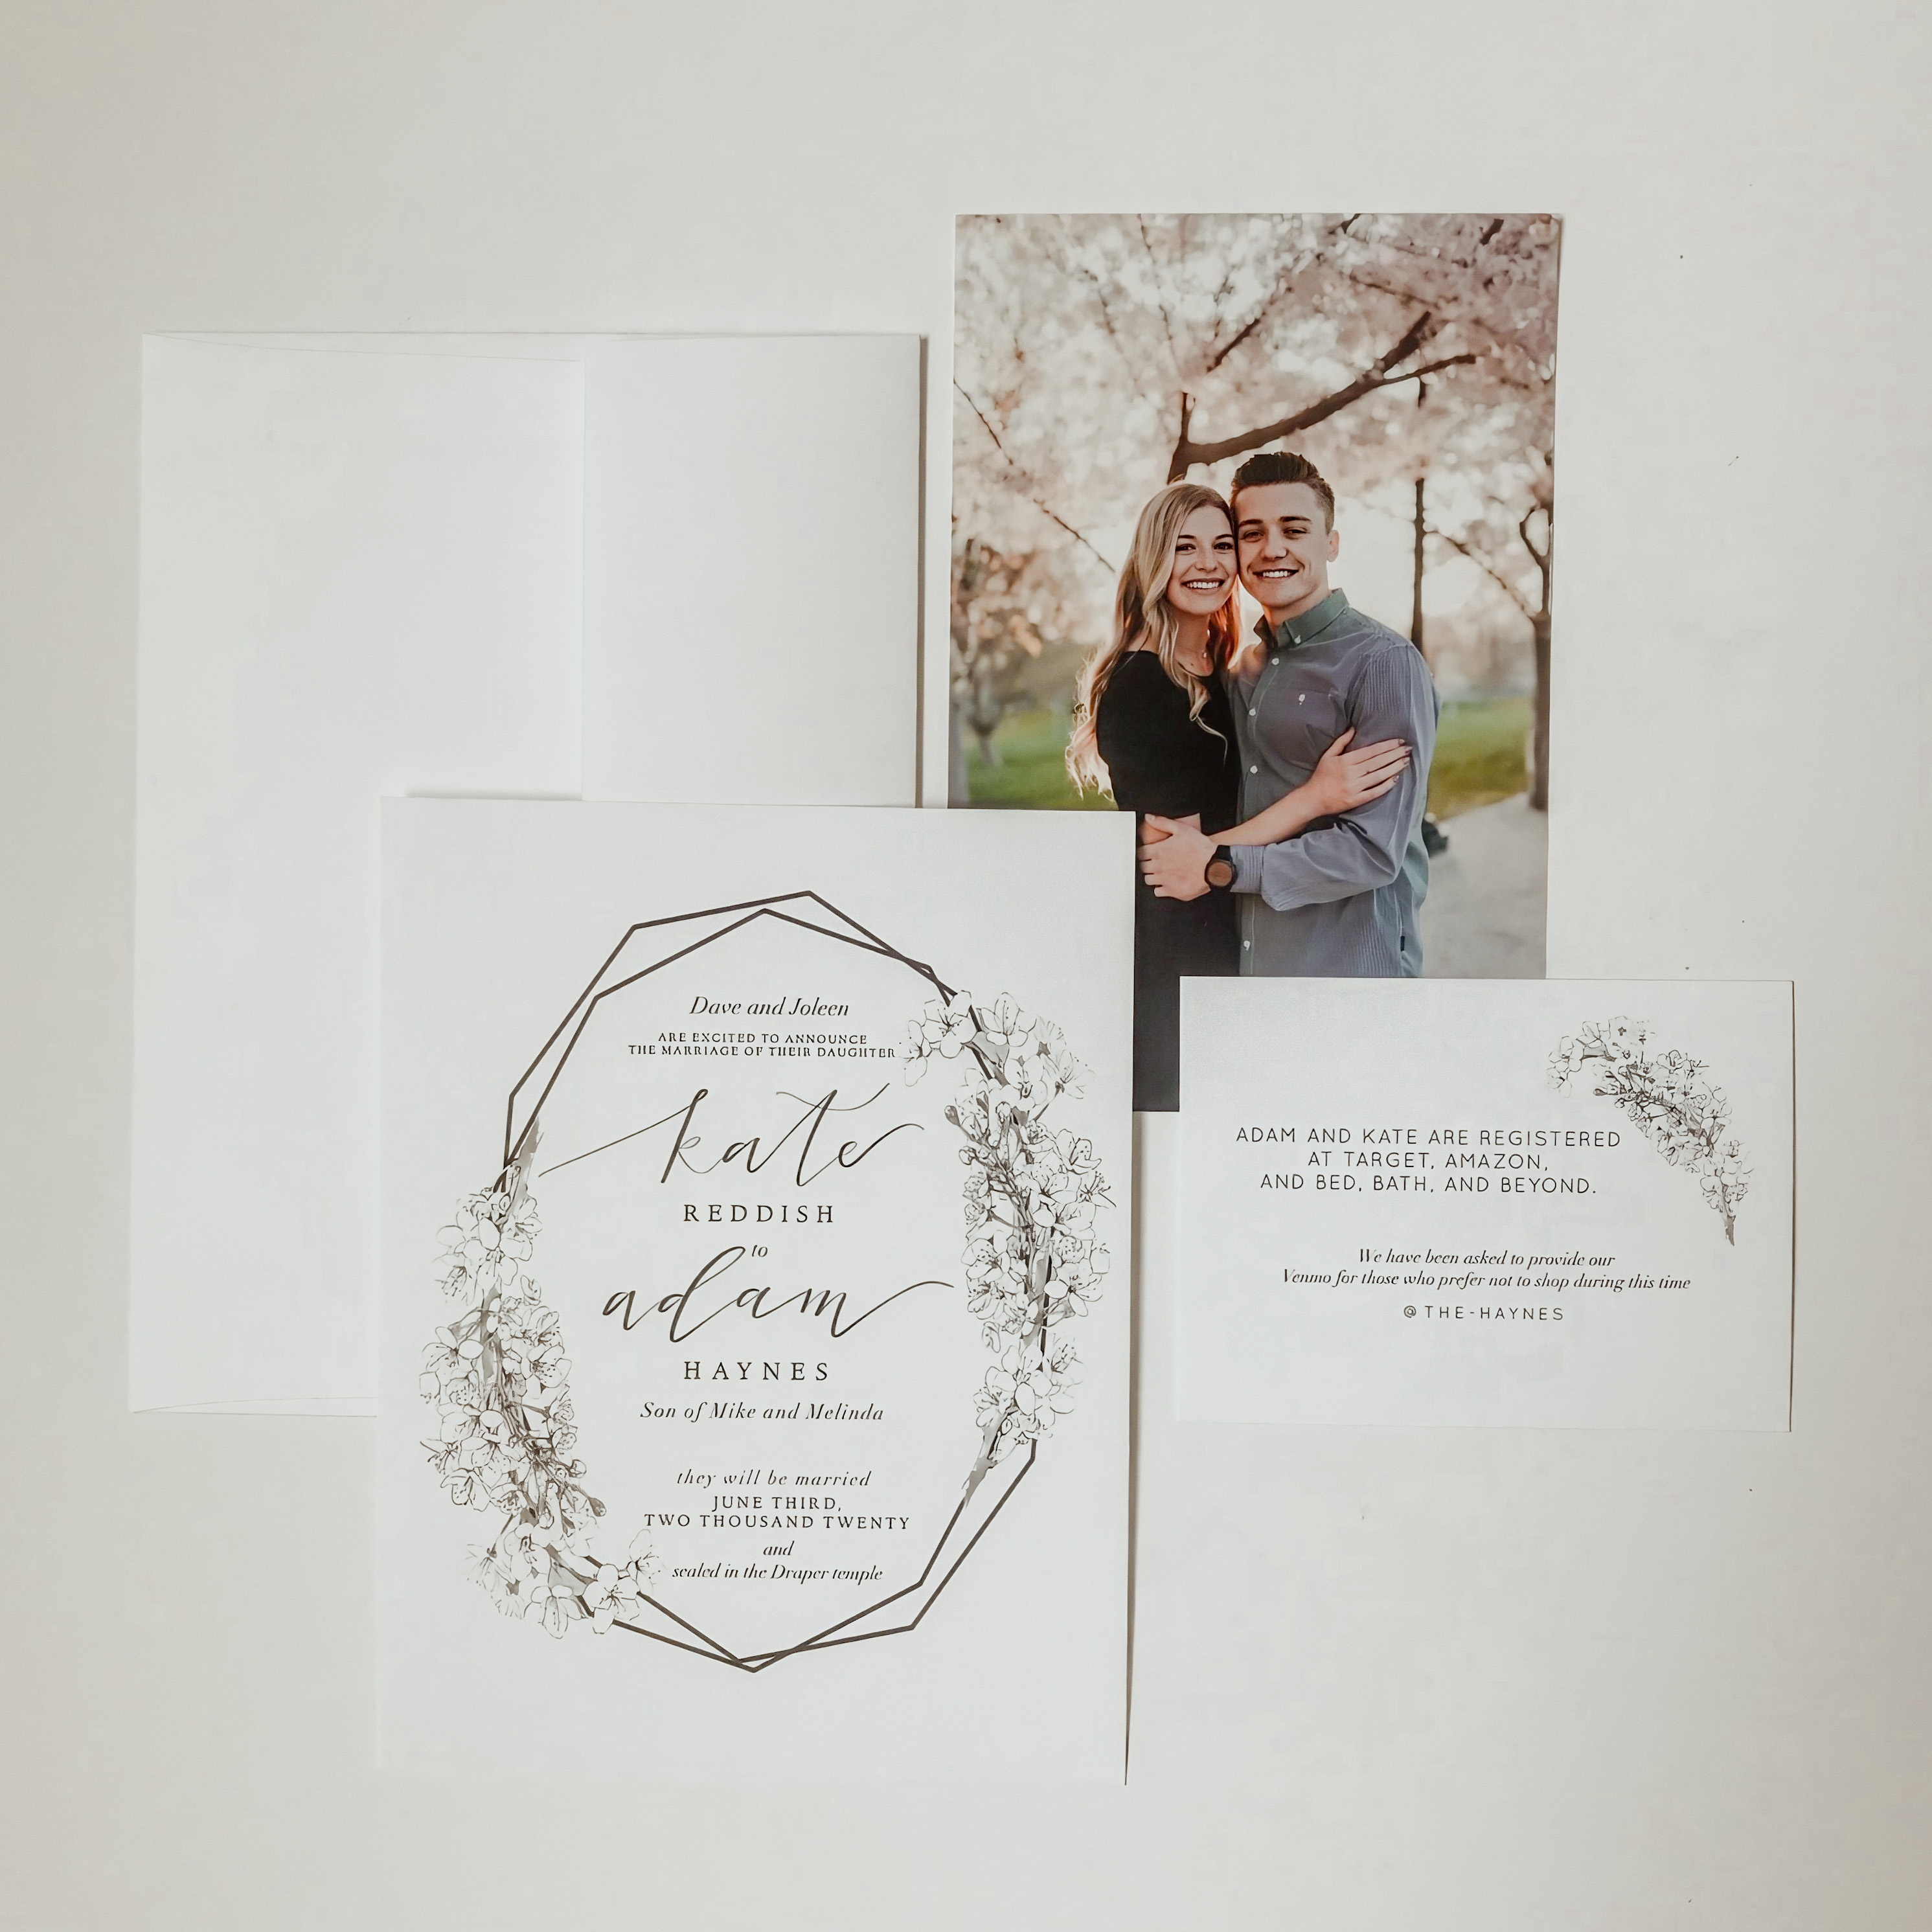 Dave and Joleen
ARE EXCITED TO ANNOUNCE
THE MARRIAGE OF THEIR DAUGHTER
kate
REDDISH
to
adam
HAYNES
Son of Mike and Melinda
they will be married
JUNE THIRD,
TWO THOUSAND TWENTY
and
sealed in the Draper temple
ADAM AND KATE ARE REGISTERED
AT TARGET, AMAZON,
AND BED, BATH, AND BEYOND.
We have been asked to provide our
Venmo for those who prefer not to shop during this time
@THE-HAYNES